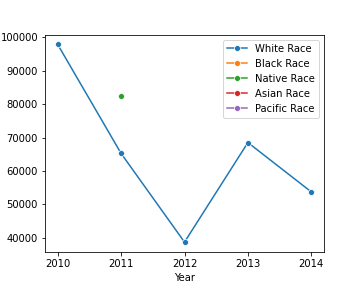 100000
90000
80000
70000
60000
50000
40000
2010 2011 2012 2013 2014
Year
White Race
Black Race
Native Race
Asian Race
Pacific Race